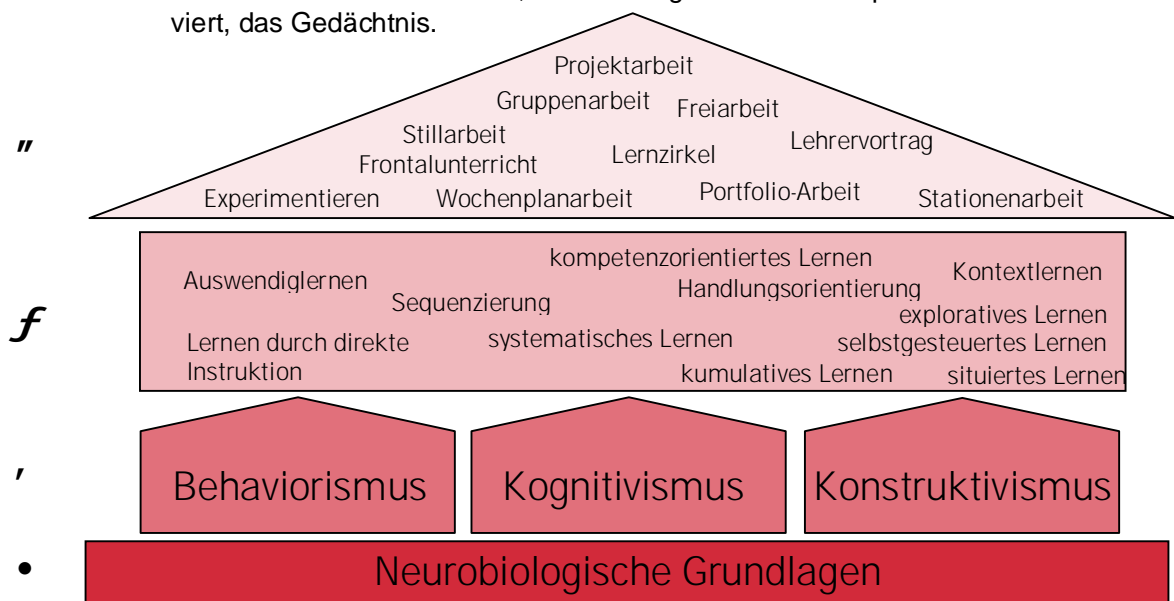 viert, das Gedächtnis.
Projektarbeit
Gruppenarbeit
Freiarbeit
Stillarbeit
Lehrervortrag
Frontalunterricht
Lernzirkel
Experimentieren
Wochenplanarbeit
Portfolio-Arbeit
Stationenarbeit
"
kompetenzorientiertes Lernen
Auswendiglernen
Kontextlernen
Handlungsorientierung
Sequenzierung
exploratives Lernen
ƒ
Lernen durch direkte
Instruktion
systematisches Lernen
selbstgesteuertes Lernen
kumulatives Lernen
situiertes Lernen
'
Behaviorismus
Kognitivismus
Konstruktivismus
•
Neurobiologische Grundlagen